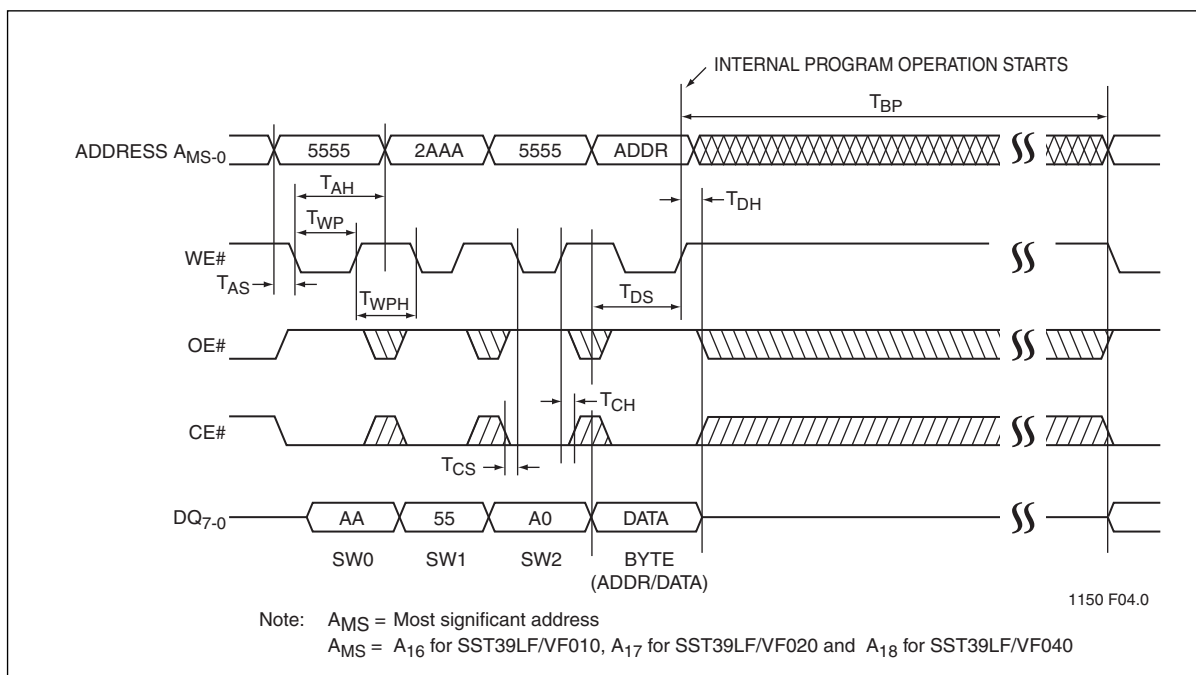 INTERNAL PROGRAM OPERATION STARTS
TBP
ADDRESS AMS-0
5555
2AAA
5555
ADDR
TAH
TDH
TWP
WE#
TAS
TWPH
TDS
OE#
TCH
CE#
TCS
DQ7-0
AA
55
A0
DATA
SW0
SW1
SW2
BYTE
(ADDR/DATA)
1150 F04.0
Note: AMS = Most significant address
AMS = A16 for SST39LF/VF010, A17 for SST39LF/VF020 and A18 for SST39LF/VF040